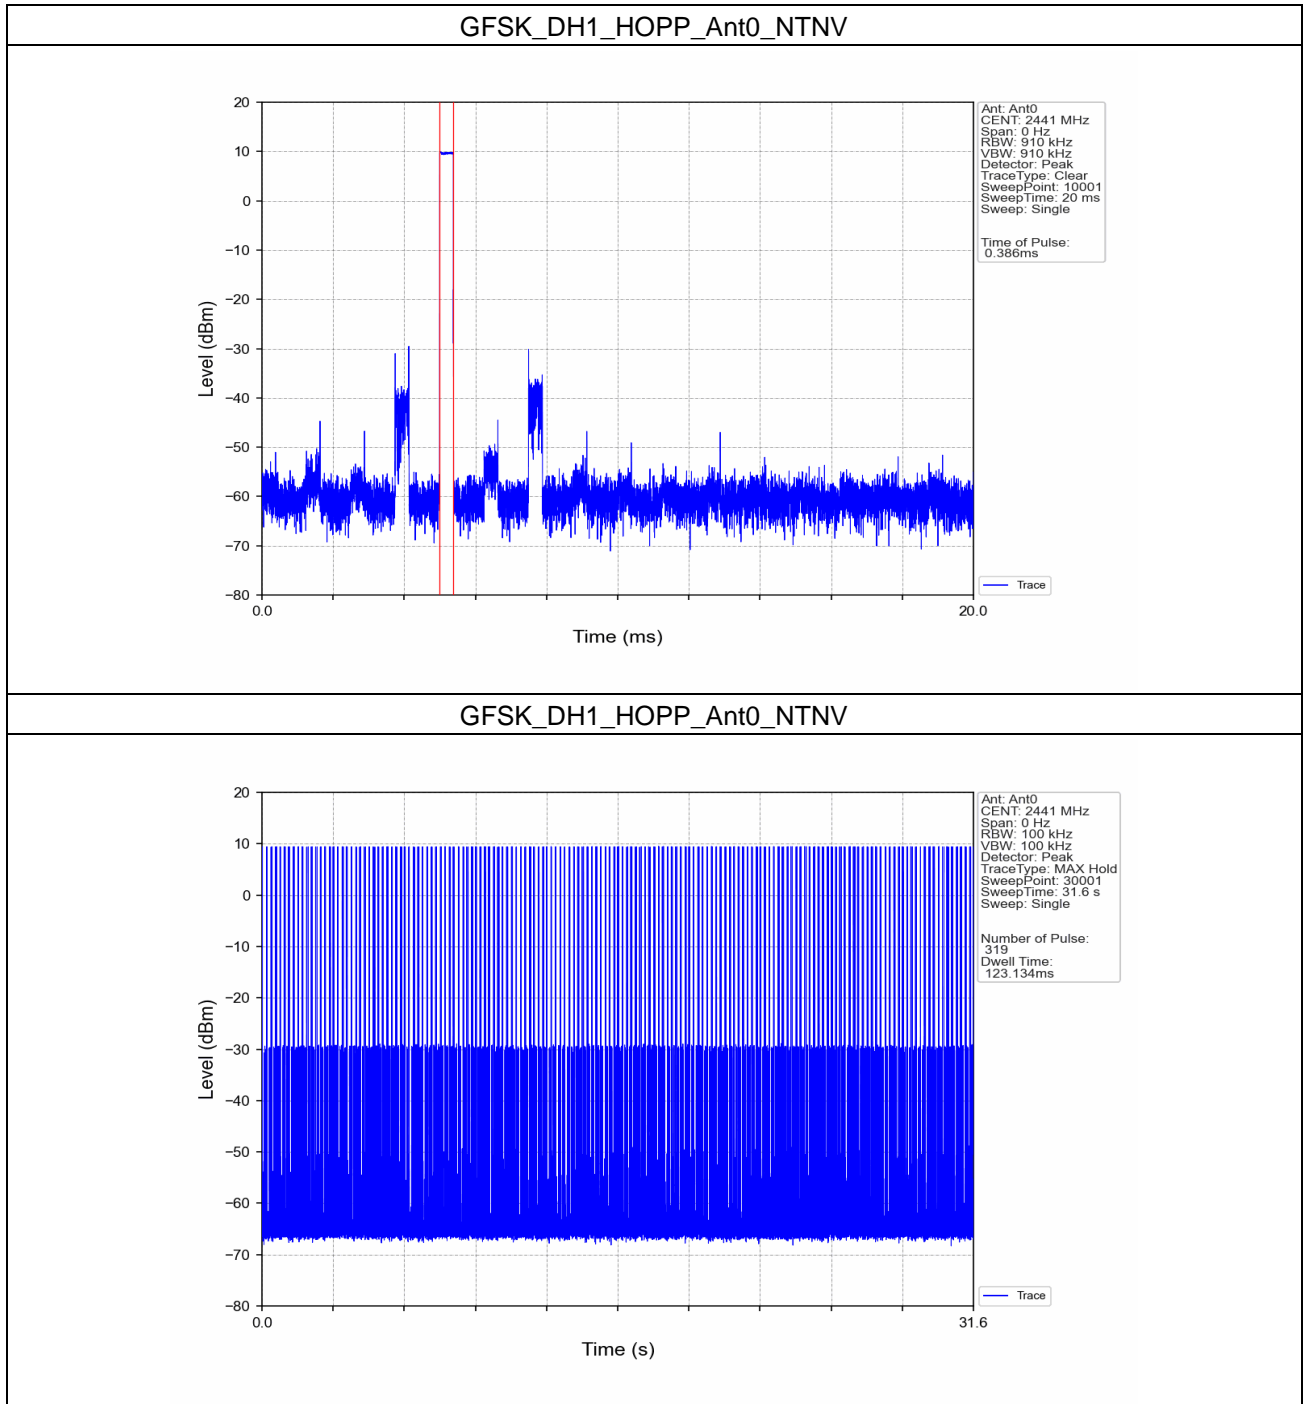 GFSK_DH1_HOPP_Ant0_NTNV
20
10
0
−10
−20
−30
−40
−50
−60
−70
−80
Level (dBm)
0.0
20.0
Time (ms)
Ant: Ant0
CENT: 2441 MHz
Span: 0 Hz
RBW: 910 kHz
VBW: 910 kHz
Detector: Peak
TraceType: Clear
SweepPoint: 10001
SweepTime: 20 ms
Sweep: Single
Time of Pulse:
0.386ms
Trace
GFSK_DH1_HOPP_Ant0_NTNV
20
10
0
−10
−20
−30
−40
−50
−60
−70
−80
Level (dBm)
0.0
31.6
Time (s)
Ant: Ant0
CENT: 2441 MHz
Span: 0 Hz
RBW: 100 kHz
VBW: 100 kHz
Detector: Peak
TraceType: MAX Hold
SweepPoint: 30001
SweepTime: 31.6 s
Sweep: Single
Number of Pulse:
319
Dwell Time:
123.134ms
Trace